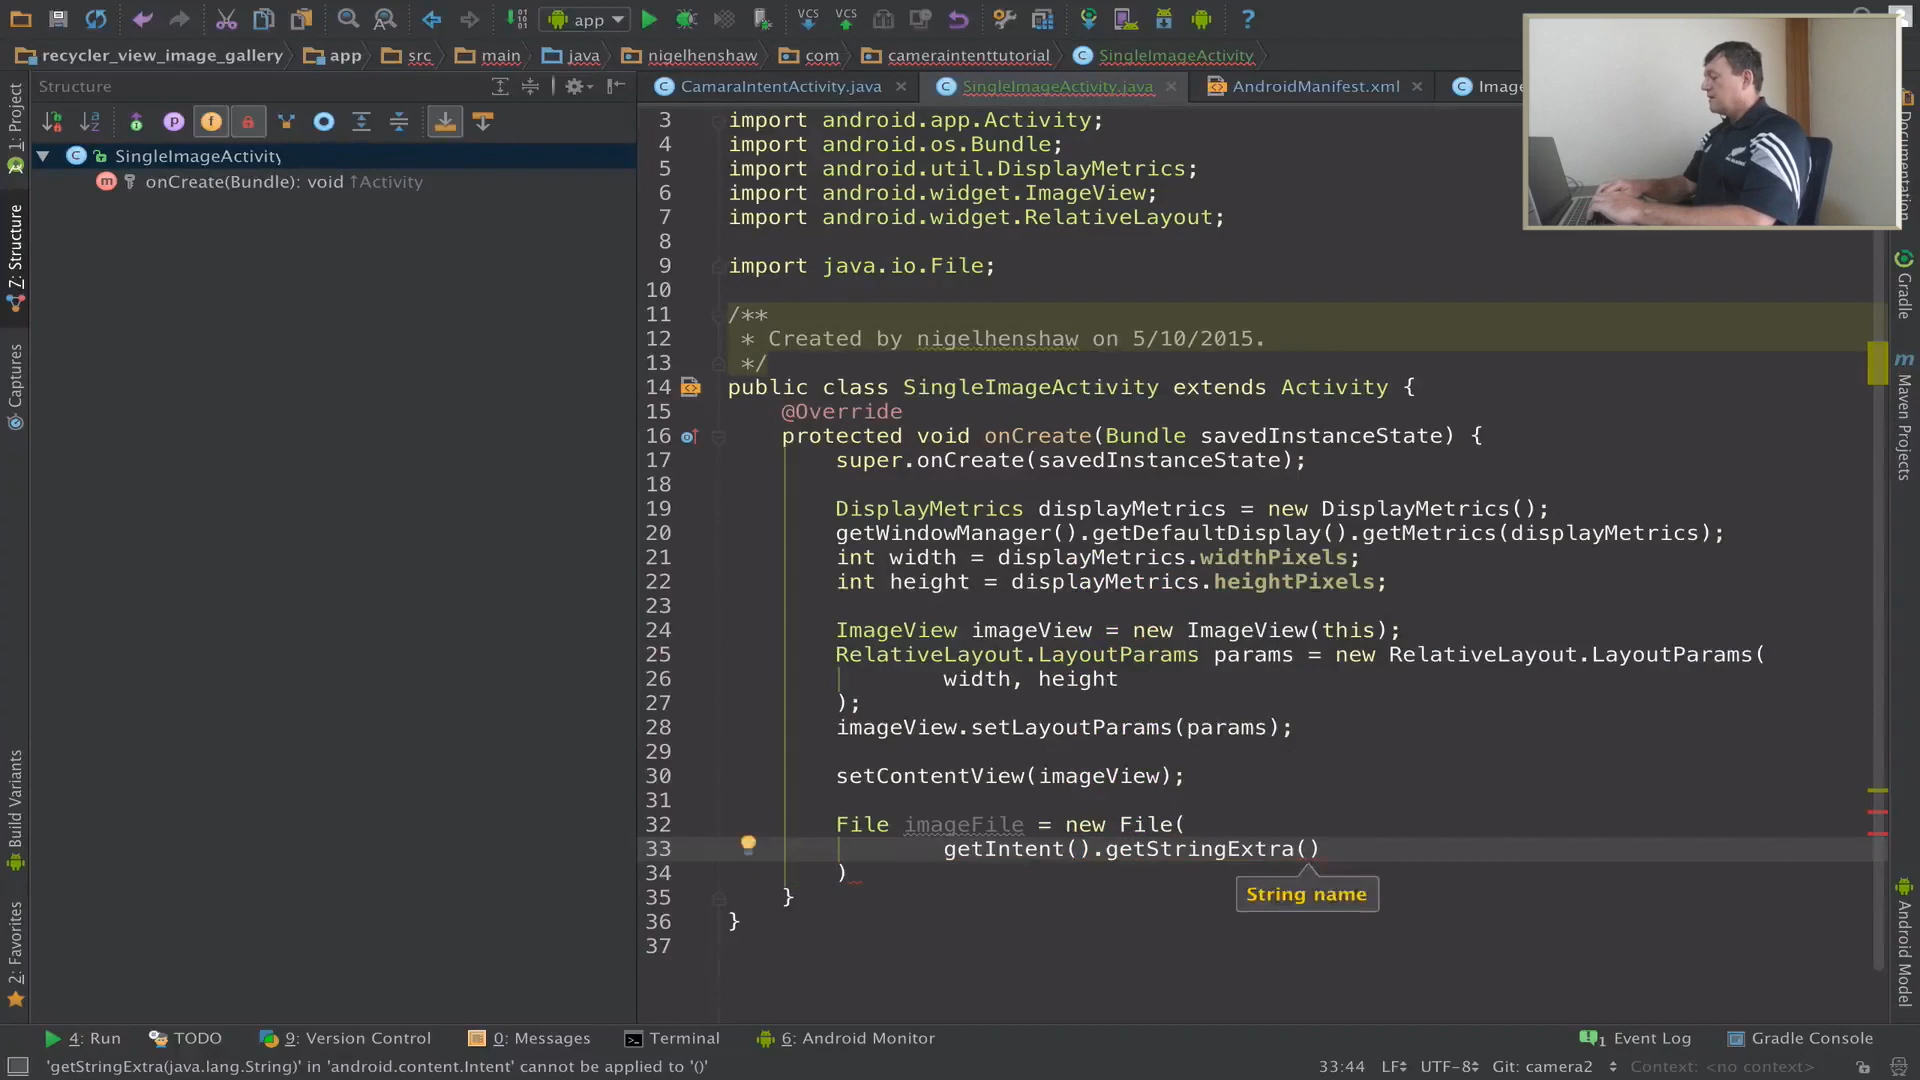 app
VCS
VCS
?
recycler_view_image_gallery app src main java nigelhenshaw com cameraintenttutorial SingleImageActivity
Structure
CamaraIntentActivity.java SingleImageActivity.java AndroidManifest.xml Imag
SingleImageActivity
onCreate(Bundle): void ↑Activity
1: Project
7: Structure
Captures
Build Variants
2: Favorites
3 import android.app.Activity;
4 import android.os.Bundle;
5 import android.util.DisplayMetrics;
6 import android.widget.ImageView;
7 import android.widget.RelativeLayout;
8
9 import java.io.File;
10
11 /**
12 * Created by nigelhenshaw on 5/10/2015.
13 */
14 public class SingleImageActivity extends Activity {
15 @Override
16 protected void onCreate(Bundle savedInstanceState) {
17 super.onCreate(savedInstanceState);
18
19 DisplayMetrics displayMetrics = new DisplayMetrics();
20 getWindowManager().getDefaultDisplay().getMetrics(displayMetrics);
21 int width = displayMetrics.widthPixels;
22 int height = displayMetrics.heightPixels;
23
24 ImageView imageView = new ImageView(this);
25 RelativeLayout.LayoutParams params = new RelativeLayout.LayoutParams(
26 width, height
27 );
28 imageView.setLayoutParams(params);
29
30 setContentView(imageView);
31
32 File imageFile = new File(
33 getIntent().getStringExtra()
34 )
String name
35 }
36 }
37
Documentation
Gradle
Maven Projects
Android Model
4: Run TODO 9: Version Control 0: Messages Terminal 6: Android Monitor 1 Event Log Gradle Console
'getStringExtra(java.lang.String)' in 'android.content.Intent' cannot be applied to '()' 33:44 LF UTF-8 Git: camera2 Context: <no context>